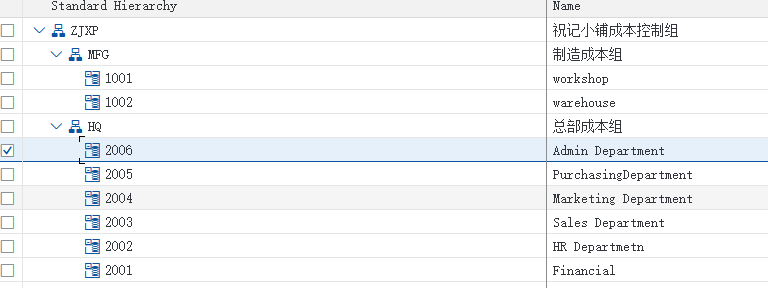 Standard Hierarchy Name
ZJXP 祝记小铺成本控制组
MFG 制造成本组
1001 workshop
1002 warehouse
HQ 总部成本组
2006 Admin Department
2005 PurchasingDepartment
2004 Marketing Department
2003 Sales Department
2002 HR Departmetn
2001 Financial